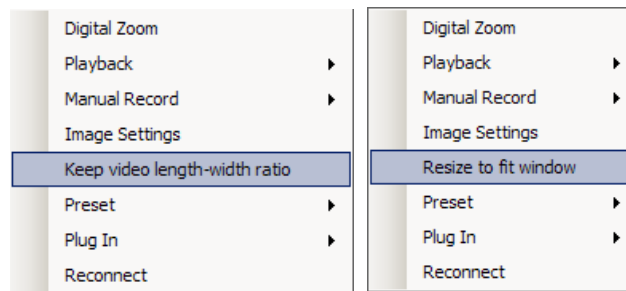 Digital Zoom
Playback
Manual Record
Image Settings
Keep video length-width ratio
Preset
Plug In
Reconnect
Digital Zoom
Playback
Manual Record
Image Settings
Resize to fit window
Preset
Plug In
Reconnect